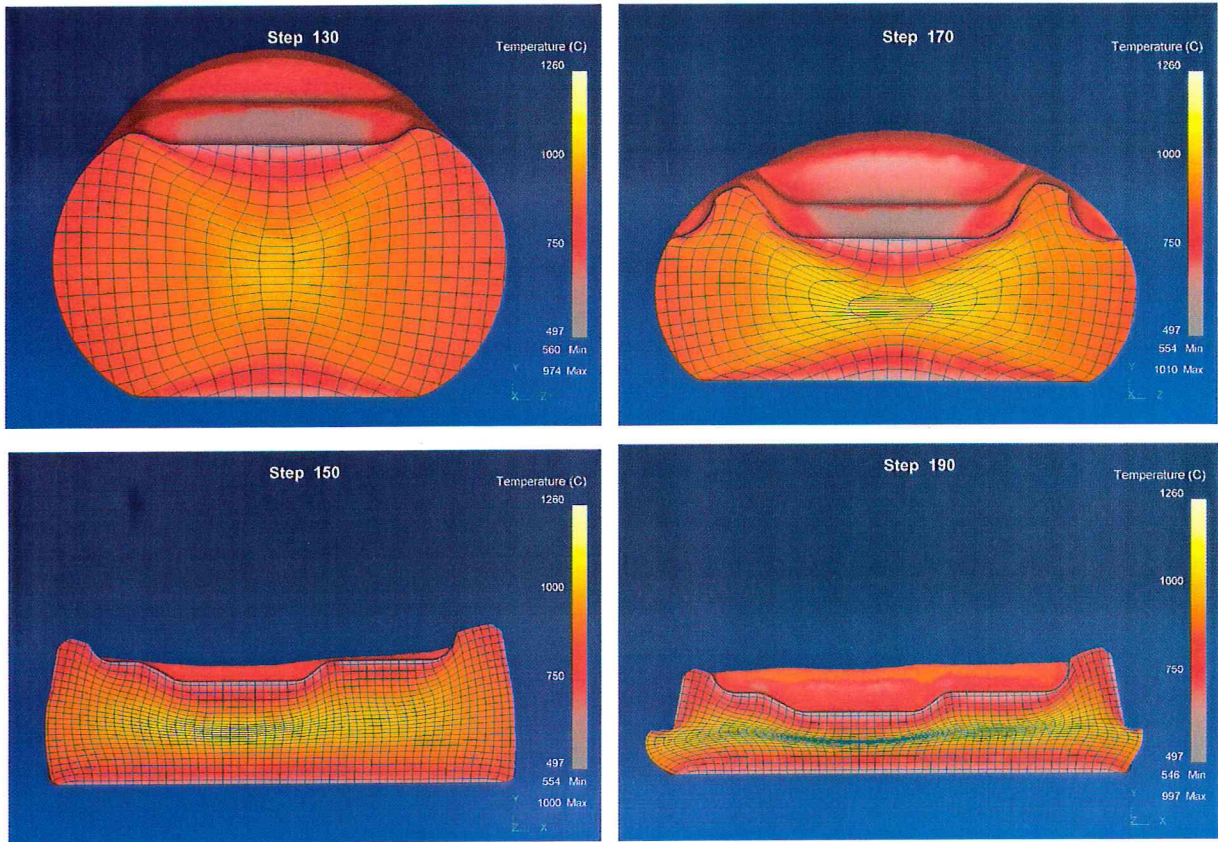 Step 130
Temperature (C)
1260
1000
750
497
560 Min
974 Max
Y
X Z
Step 170
Temperature (C)
1260
1000
750
497
554 Min
1010 Max
Y
X Z
Step 150
Temperature (C)
1260
1000
750
497
554 Min
1000 Max
Y
Z X
Step 190
Temperature (C)
1260
1000
750
497
546 Min
997 Max
Y
Z X